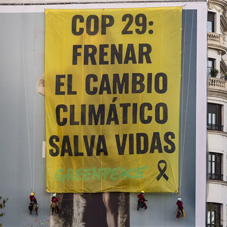 COP 29:
FRENAR
EL CAMBIO
CLIMÁTICO
SALVA VIDAS
GREENPEACE